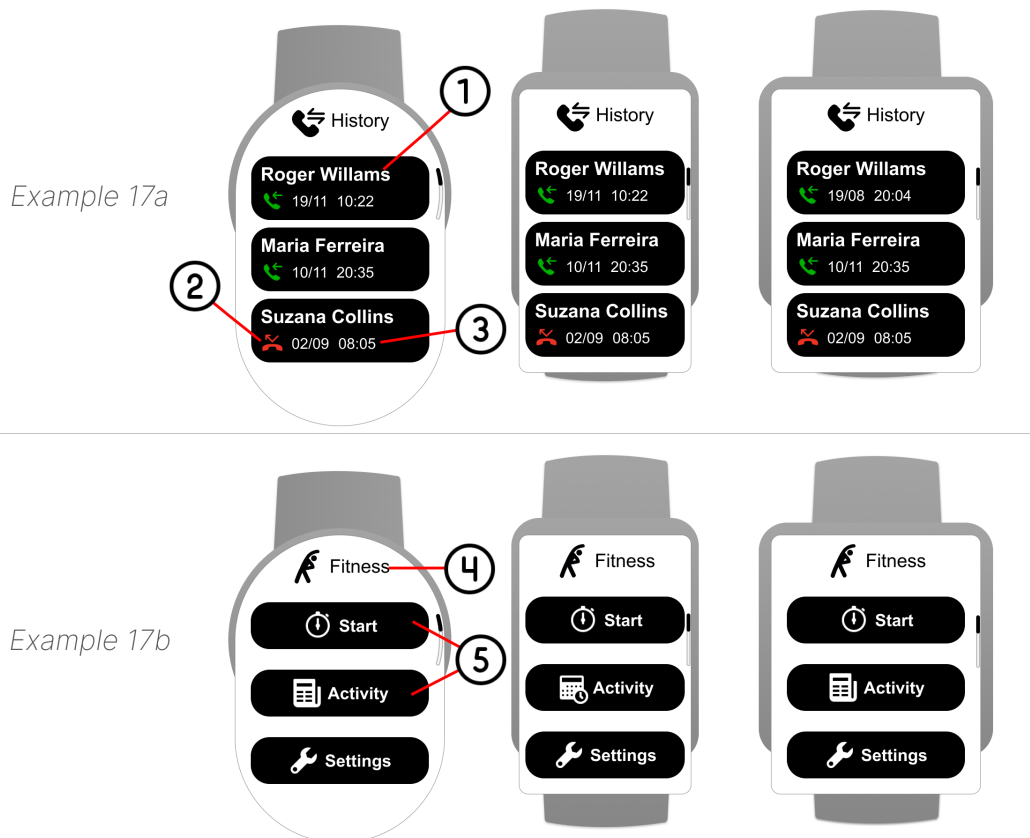 1
History
History
History
Example 17a
Roger Willams
19/11 10:22
Roger Willams
19/11 10:22
Roger Willams
19/08 20:04
Maria Ferreira
10/11 20:35
Maria Ferreira
10/11 20:35
Maria Ferreira
10/11 20:35
2
3
Suzana Collins
02/09 08:05
Suzana Collins
02/09 08:05
Suzana Collins
02/09 08:05
Example 17b
Fitness
4
Fitness
Fitness
Start
Start
Start
5
Activity
Activity
Activity
Settings
Settings
Settings